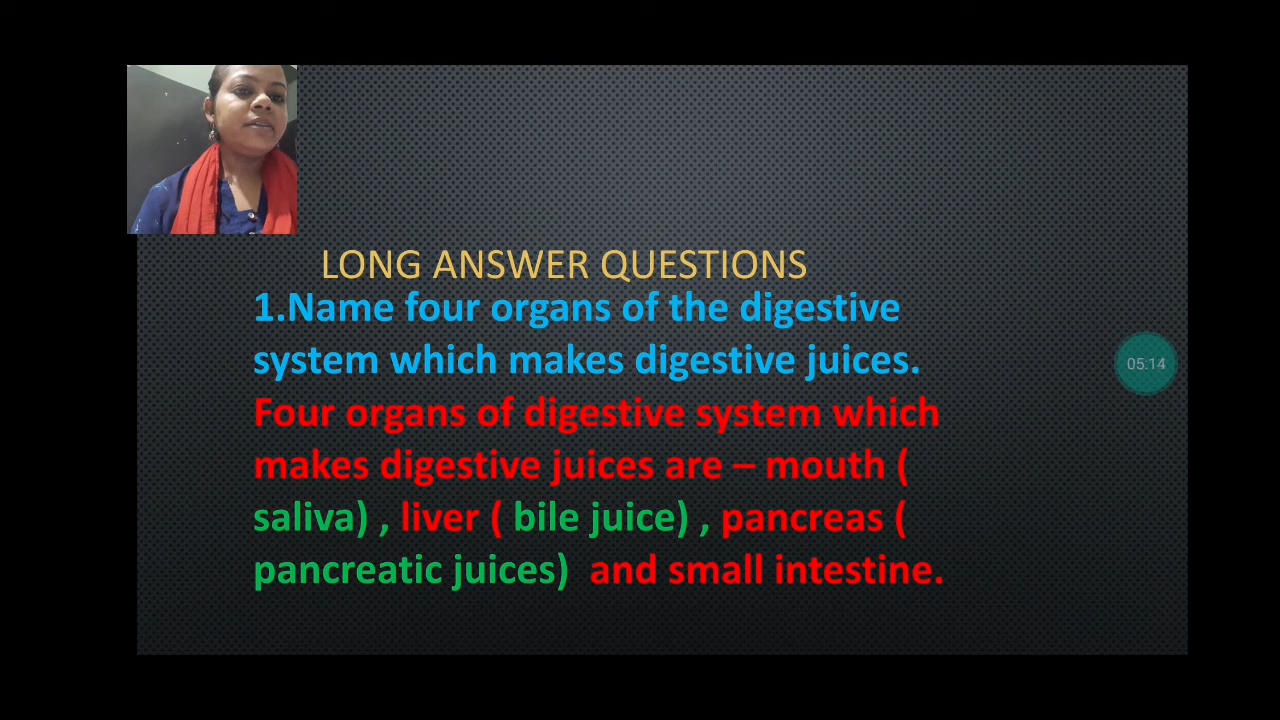 LONG ANSWER QUESTIONS
1.Name four organs of the digestive
system which makes digestive juices.
Four organs of digestive system which
makes digestive juices are – mouth (
saliva) , liver ( bile juice) , pancreas (
pancreatic juices)  and small intestine.
05:14